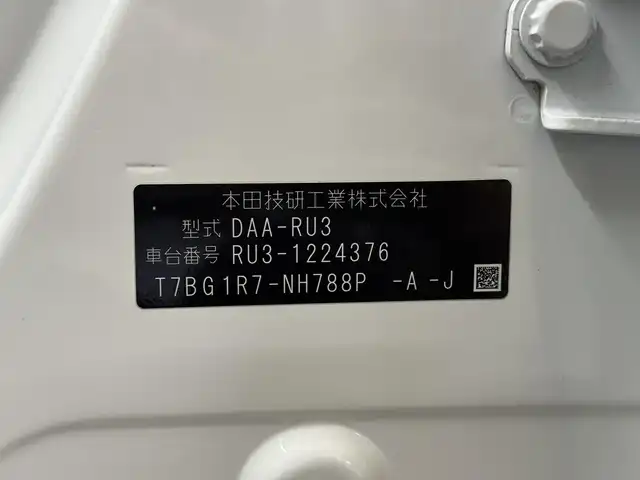 本田技研工業株式会社
型式 DAA-RU3
車台番号 RU3-1224376
T7BG1R7-NH788P -A -J